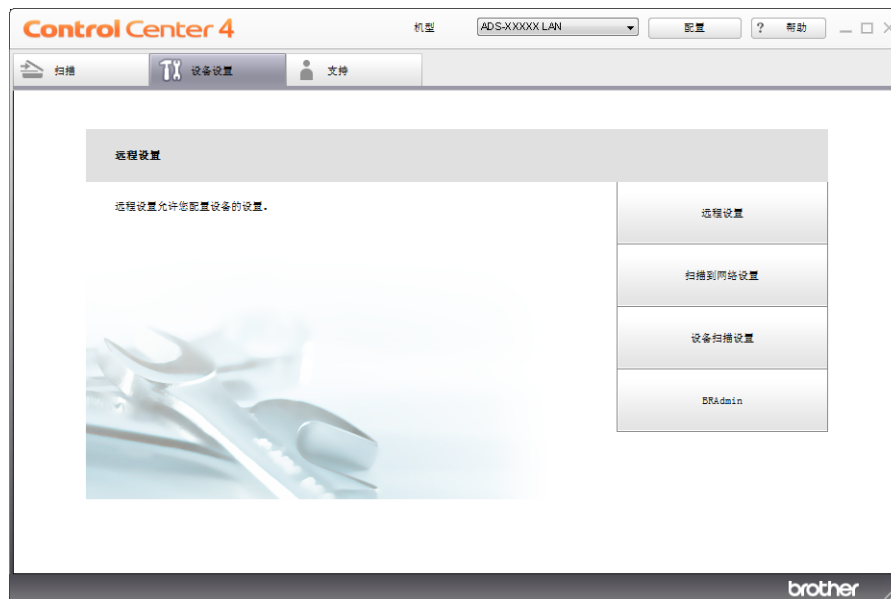 Control Center 4
机型
ADS-XXXXX LAN
配置
? 帮助
扫描
设备设置
支持
远程设置
远程设置允许您配置设备的设置。
远程设置
扫描到网络设置
设备扫描设置
BRAdmin
brother